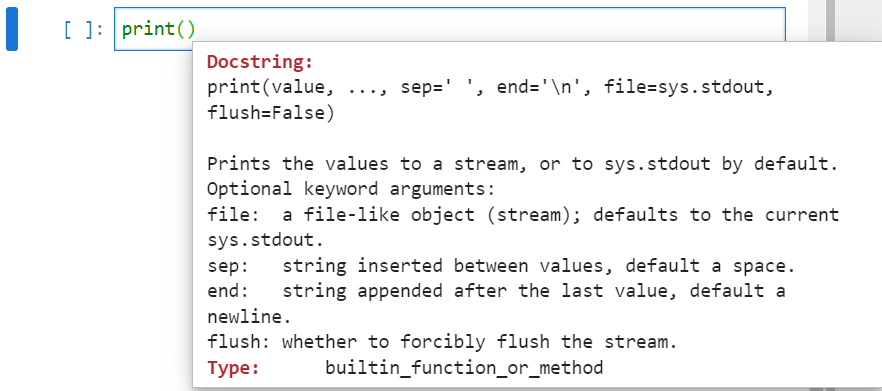 [ ]: print()
Docstring:
print(value, ..., sep=' ', end='\n', file=sys.stdout,
flush=False)
Prints the values to a stream, or to sys.stdout by default.
Optional keyword arguments:
file:  a file-like object (stream); defaults to the current
sys.stdout.
sep:   string inserted between values, default a space.
end:   string appended after the last value, default a
newline.
flush: whether to forcibly flush the stream.
Type:      builtin_function_or_method